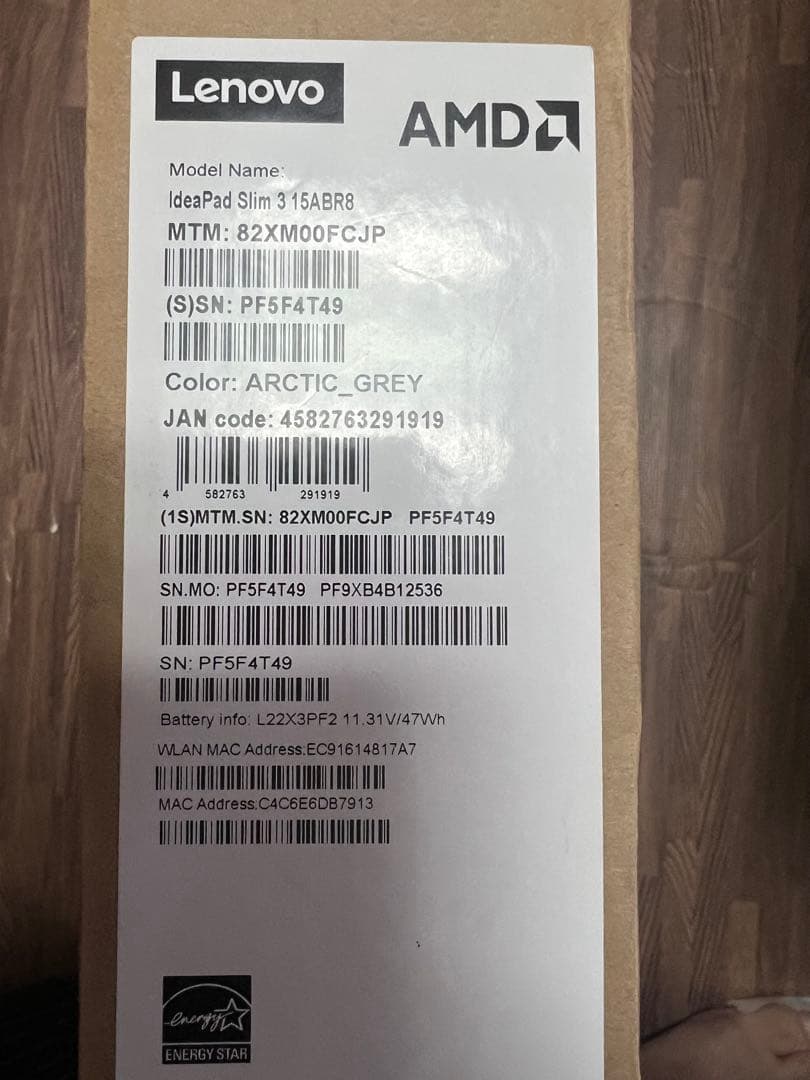 Lenovo
AMD
Model Name:
IdeaPad Slim 3 15ABR8
MTM: 82XM00FCJP
(S)SN: PF5F4T49
Color: ARCTIC_GREY
JAN code: 4582763291919
4 582763 291919
(1S)MTM.SN: 82XM00FCJP PF5F4T49
SN.MO: PF5F4T49 PF9XB4B12536
SN: PF5F4T49
Battery info: L22X3PF2 11.31V/47Wh
WLAN MAC Address:EC91614817A7
MAC Address:C4C6E6DB7913
energy
ENERGY STAR